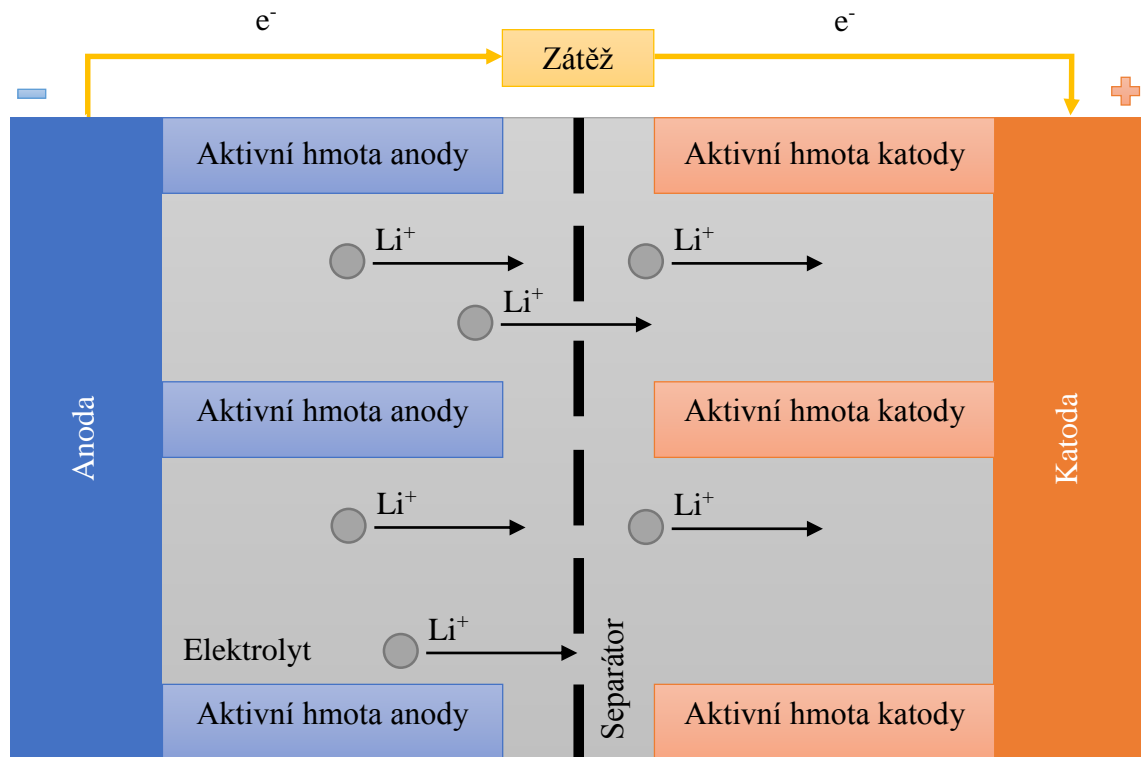 e⁻
e⁻
Zátěž
Aktivní hmota anody
Aktivní hmota katody
Li⁺
Li⁺
Li⁺
Anoda
Aktivní hmota anody
Aktivní hmota katody
Katoda
Li⁺
Li⁺
Li⁺
Elektrolyt
Separátor
Aktivní hmota anody
Aktivní hmota katody